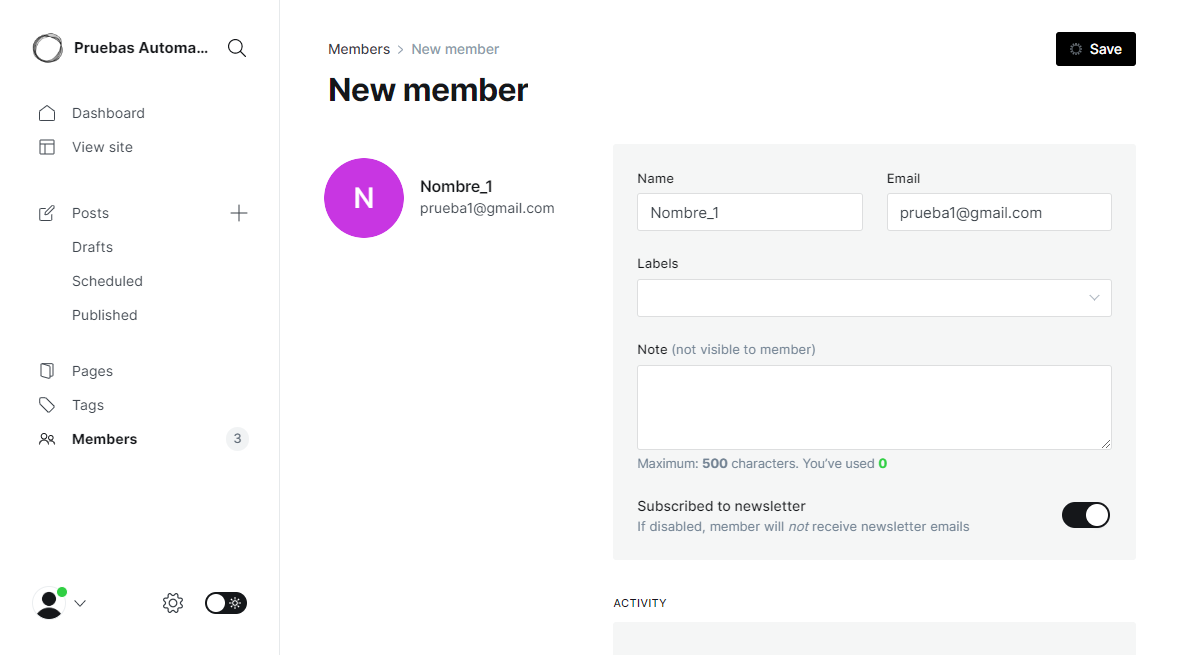 Pruebas Automa...
Dashboard
View site
Posts
Drafts
Scheduled
Published
Pages
Tags
Members 3
Members > New member
Save
New member
N
Nombre_1
prueba1@gmail.com
Name
Email
Nombre_1
prueba1@gmail.com
Labels
Note (not visible to member)
Maximum: 500 characters. You’ve used 0
Subscribed to newsletter
If disabled, member will not receive newsletter emails
ACTIVITY